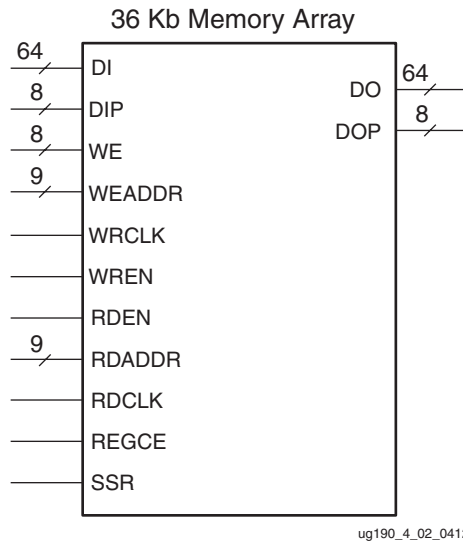 36 Kb Memory Array
64
DI
8
DIP
8
WE
9
WEADDR
WRCLK
WREN
RDEN
9
RDADDR
RDCLK
REGCE
SSR
DO
64
DOP
8